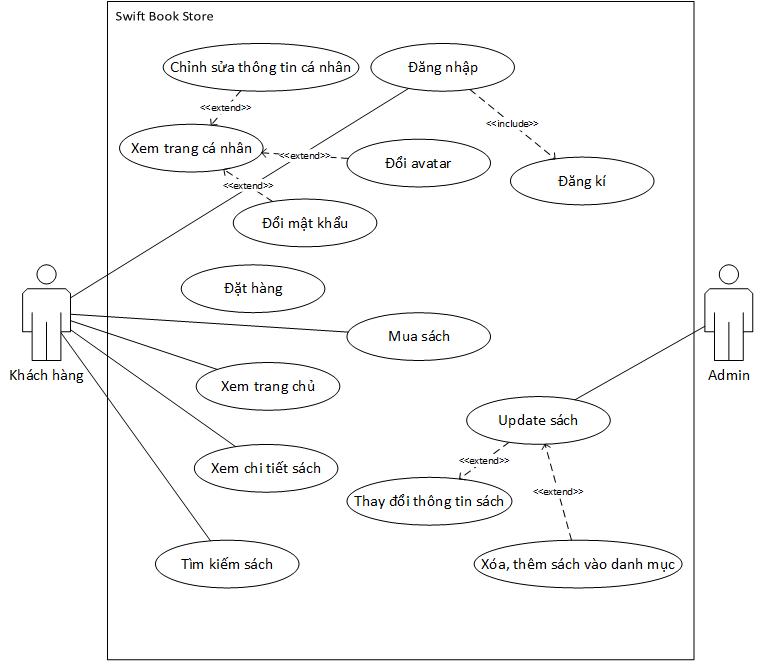 Swift Book Store
Chỉnh sửa thông tin cá nhân
Đăng nhập
<<extend>>
<<include>>
Xem trang cá nhân
<<extend>>
Đổi avatar
<<extend>>
Đăng kí
Đổi mật khẩu
Đặt hàng
Mua sách
Khách hàng
Admin
Xem trang chủ
Update sách
<<extend>>
Xem chi tiết sách
<<extend>>
Thay đổi thông tin sách
Tìm kiếm sách
Xóa, thêm sách vào danh mục